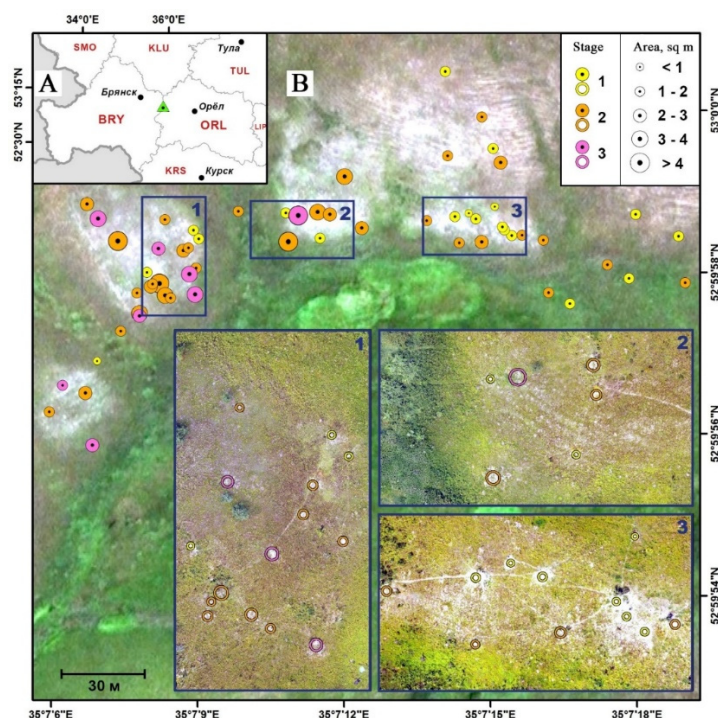 34°0'E 36°0'E
53°15'N
52°30'N
A
SMO
KLU
Тула
TUL
Брянск
Орёл
BRY
ORL
LIP
KRS
Курск
B
Stage
1
2
3
Area, sq m
< 1
1 - 2
2 - 3
3 - 4
> 4
53°0'0"N
52°59'58"N
52°59'56"N
52°59'54"N
1
2
3
1
2
3
30 м
35°7'6"E 35°7'9"E 35°7'12"E 35°7'15"E 35°7'18"E